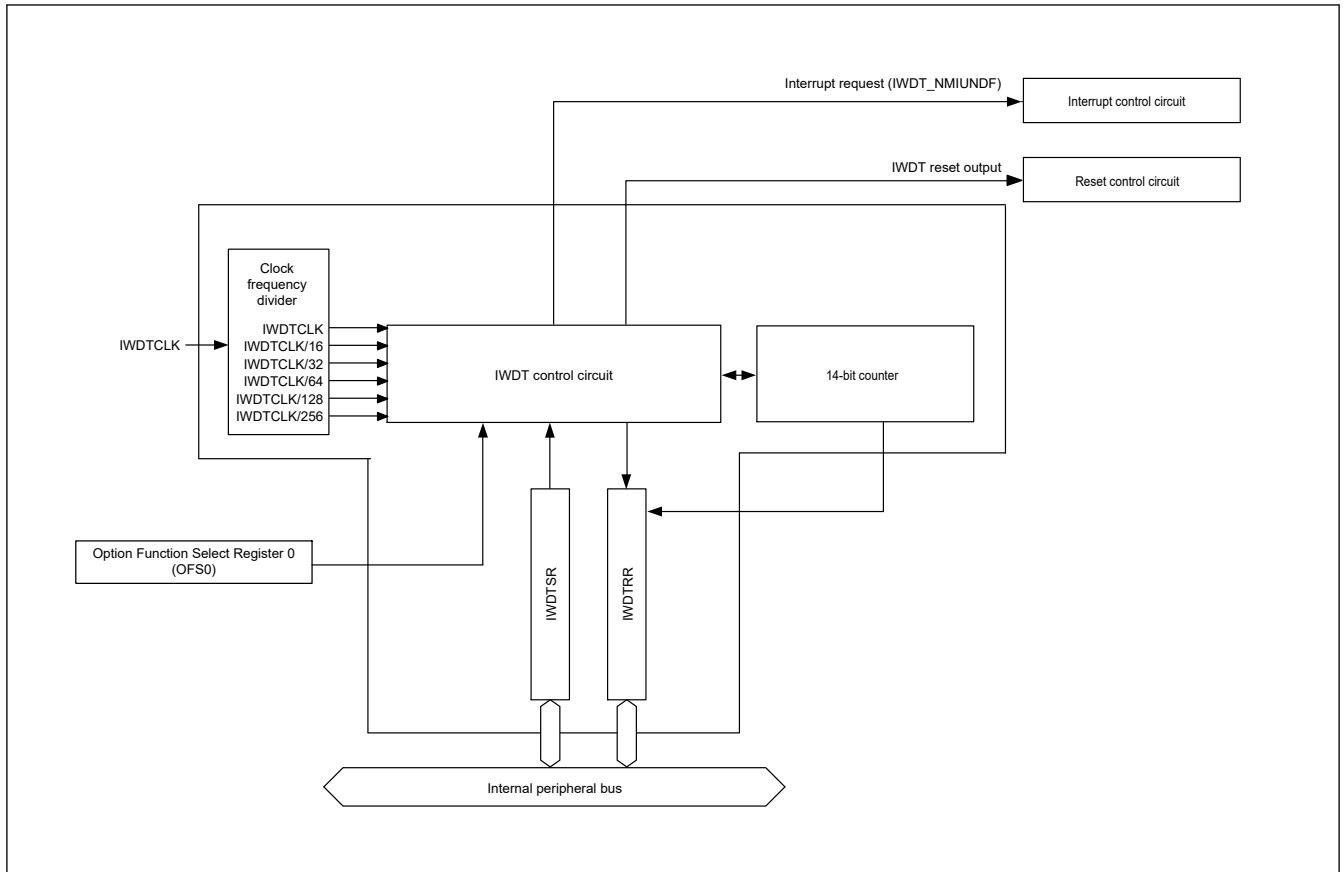 Interrupt request (IWDT_NMIUNDF)
Interrupt control circuit
IWDT reset output
Reset control circuit
Clock
frequency
divider
IWDTCLK
IWDTCLK
IWDTCLK/16
IWDTCLK/32
IWDTCLK/64
IWDTCLK/128
IWDTCLK/256
IWDT control circuit
14-bit counter
Option Function Select Register 0
(OFS0)
IWDTSR
IWDTRR
Internal peripheral bus